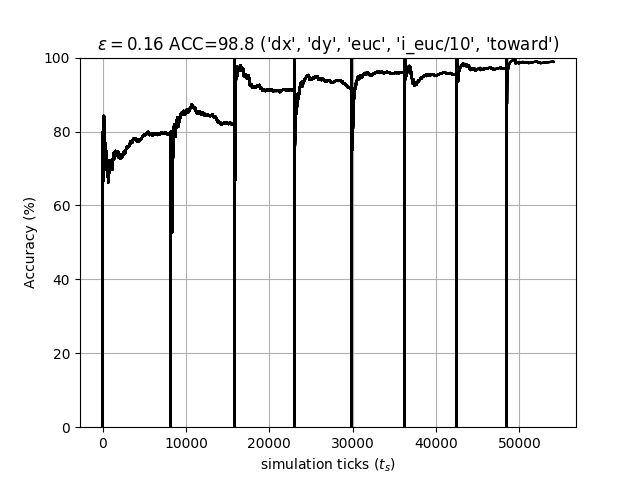 ε = 0.16 ACC=98.8 ('dx', 'dy', 'euc', 'i_euc/10', 'toward')
100
80
60
40
20
0
Accuracy (%)
0 10000 20000 30000 40000 50000
simulation ticks (tₛ)